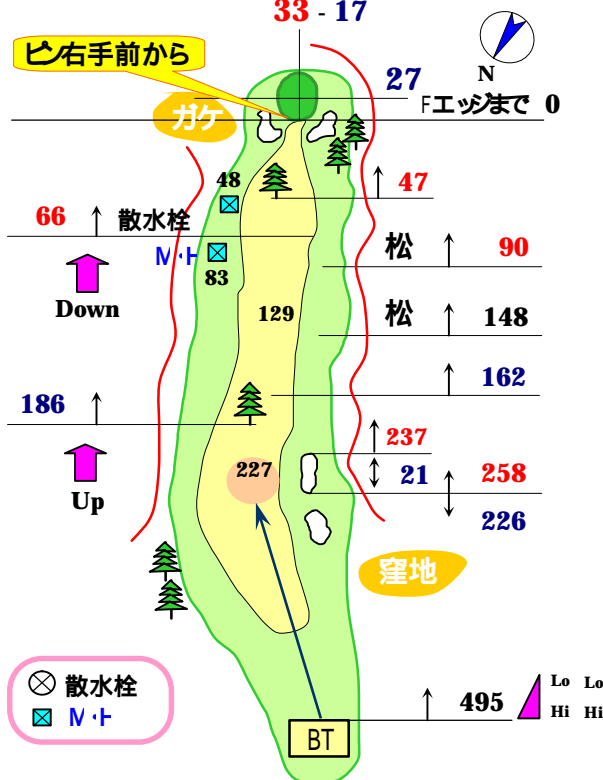 33 - 17
ピン右手前から
N
27
Fエッジまで 0
ガケ
48
47
66
散水栓
松
90
M・H
83
Down
129
松
148
162
186
237
227
21
258
Up
226
窪地
散水栓
M・H
495
Lo Lo
Hi Hi
BT